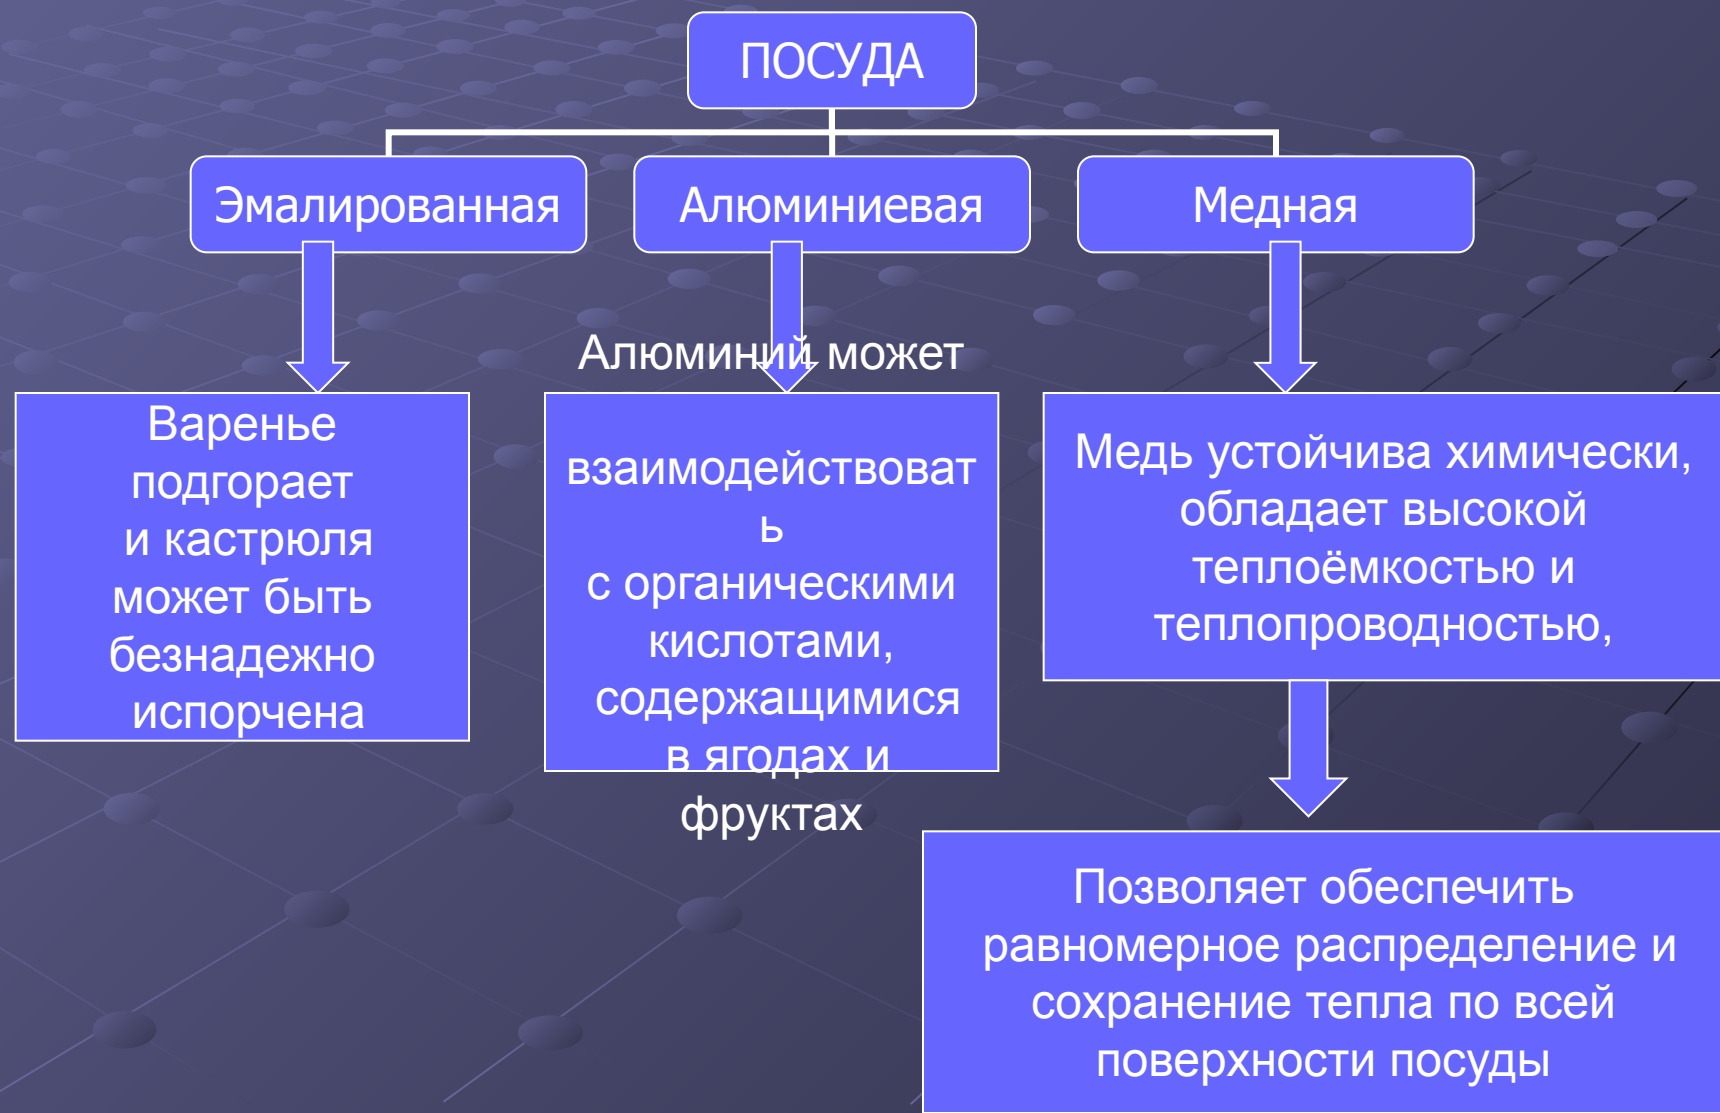 ПОСУДА
Эмалированная
Алюминиевая
Медная
Варенье
подгорает
и кастрюля
может быть
безнадежно
испорчена
Алюминий может
взаимодействоват
ь
с органическими
кислотами,
содержащимися
в ягодах и
фруктах
Медь устойчива химически,
обладает высокой
теплоёмкостью и
теплопроводностью,
Позволяет обеспечить
равномерное распределение и
сохранение тепла по всей
поверхности посуды